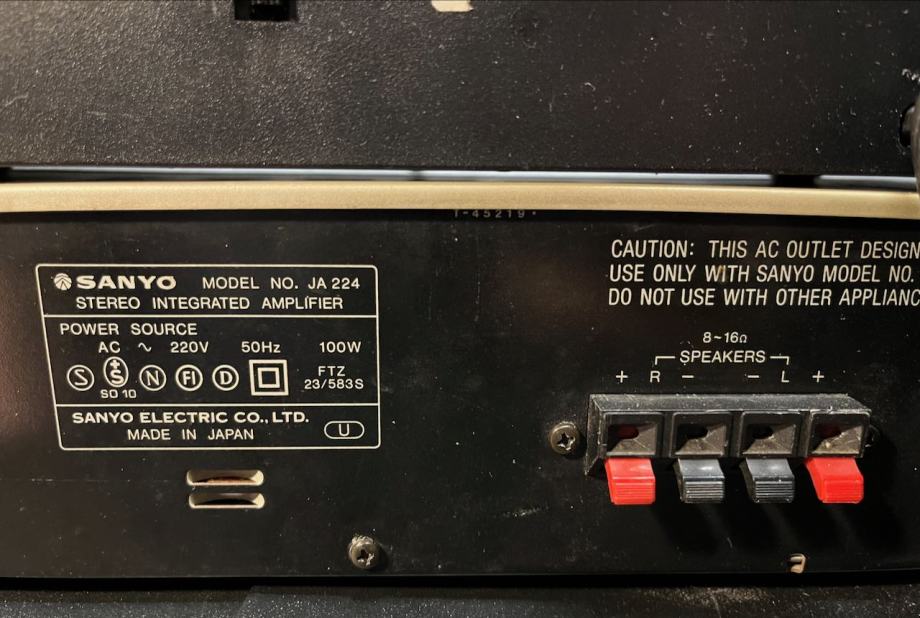 T-45219
SANYO MODEL NO. JA 224
STEREO INTEGRATED AMPLIFIER
POWER SOURCE
AC ~ 220V 50Hz 100W
S +S N FI D FTZ
SO 10 23/583S
SANYO ELECTRIC CO., LTD.
MADE IN JAPAN U
CAUTION: THIS AC OUTLET DESIGN
USE ONLY WITH SANYO MODEL NO.
DO NOT USE WITH OTHER APPLIANC
8~16Ω
SPEAKERS
+ R − − L +